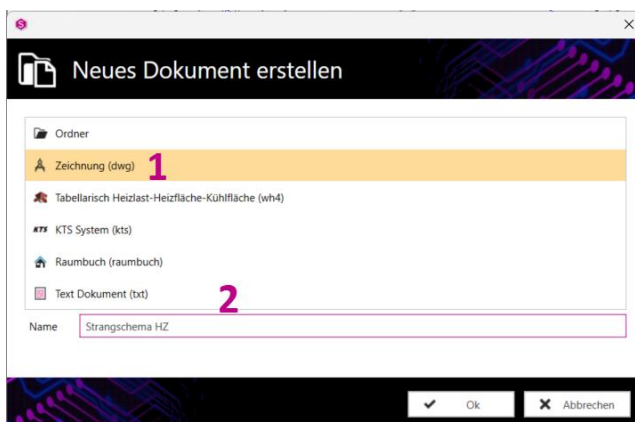 Neues Dokument erstellen
Ordner
Zeichnung (dwg) 1
Tabellarisch Heizlast-Heizfläche-Kühlfläche (wh4)
KTS KTS System (kts)
Raumbuch (raumbuch)
Text Dokument (txt) 2
Name Strangschema HZ
Ok Abbrechen